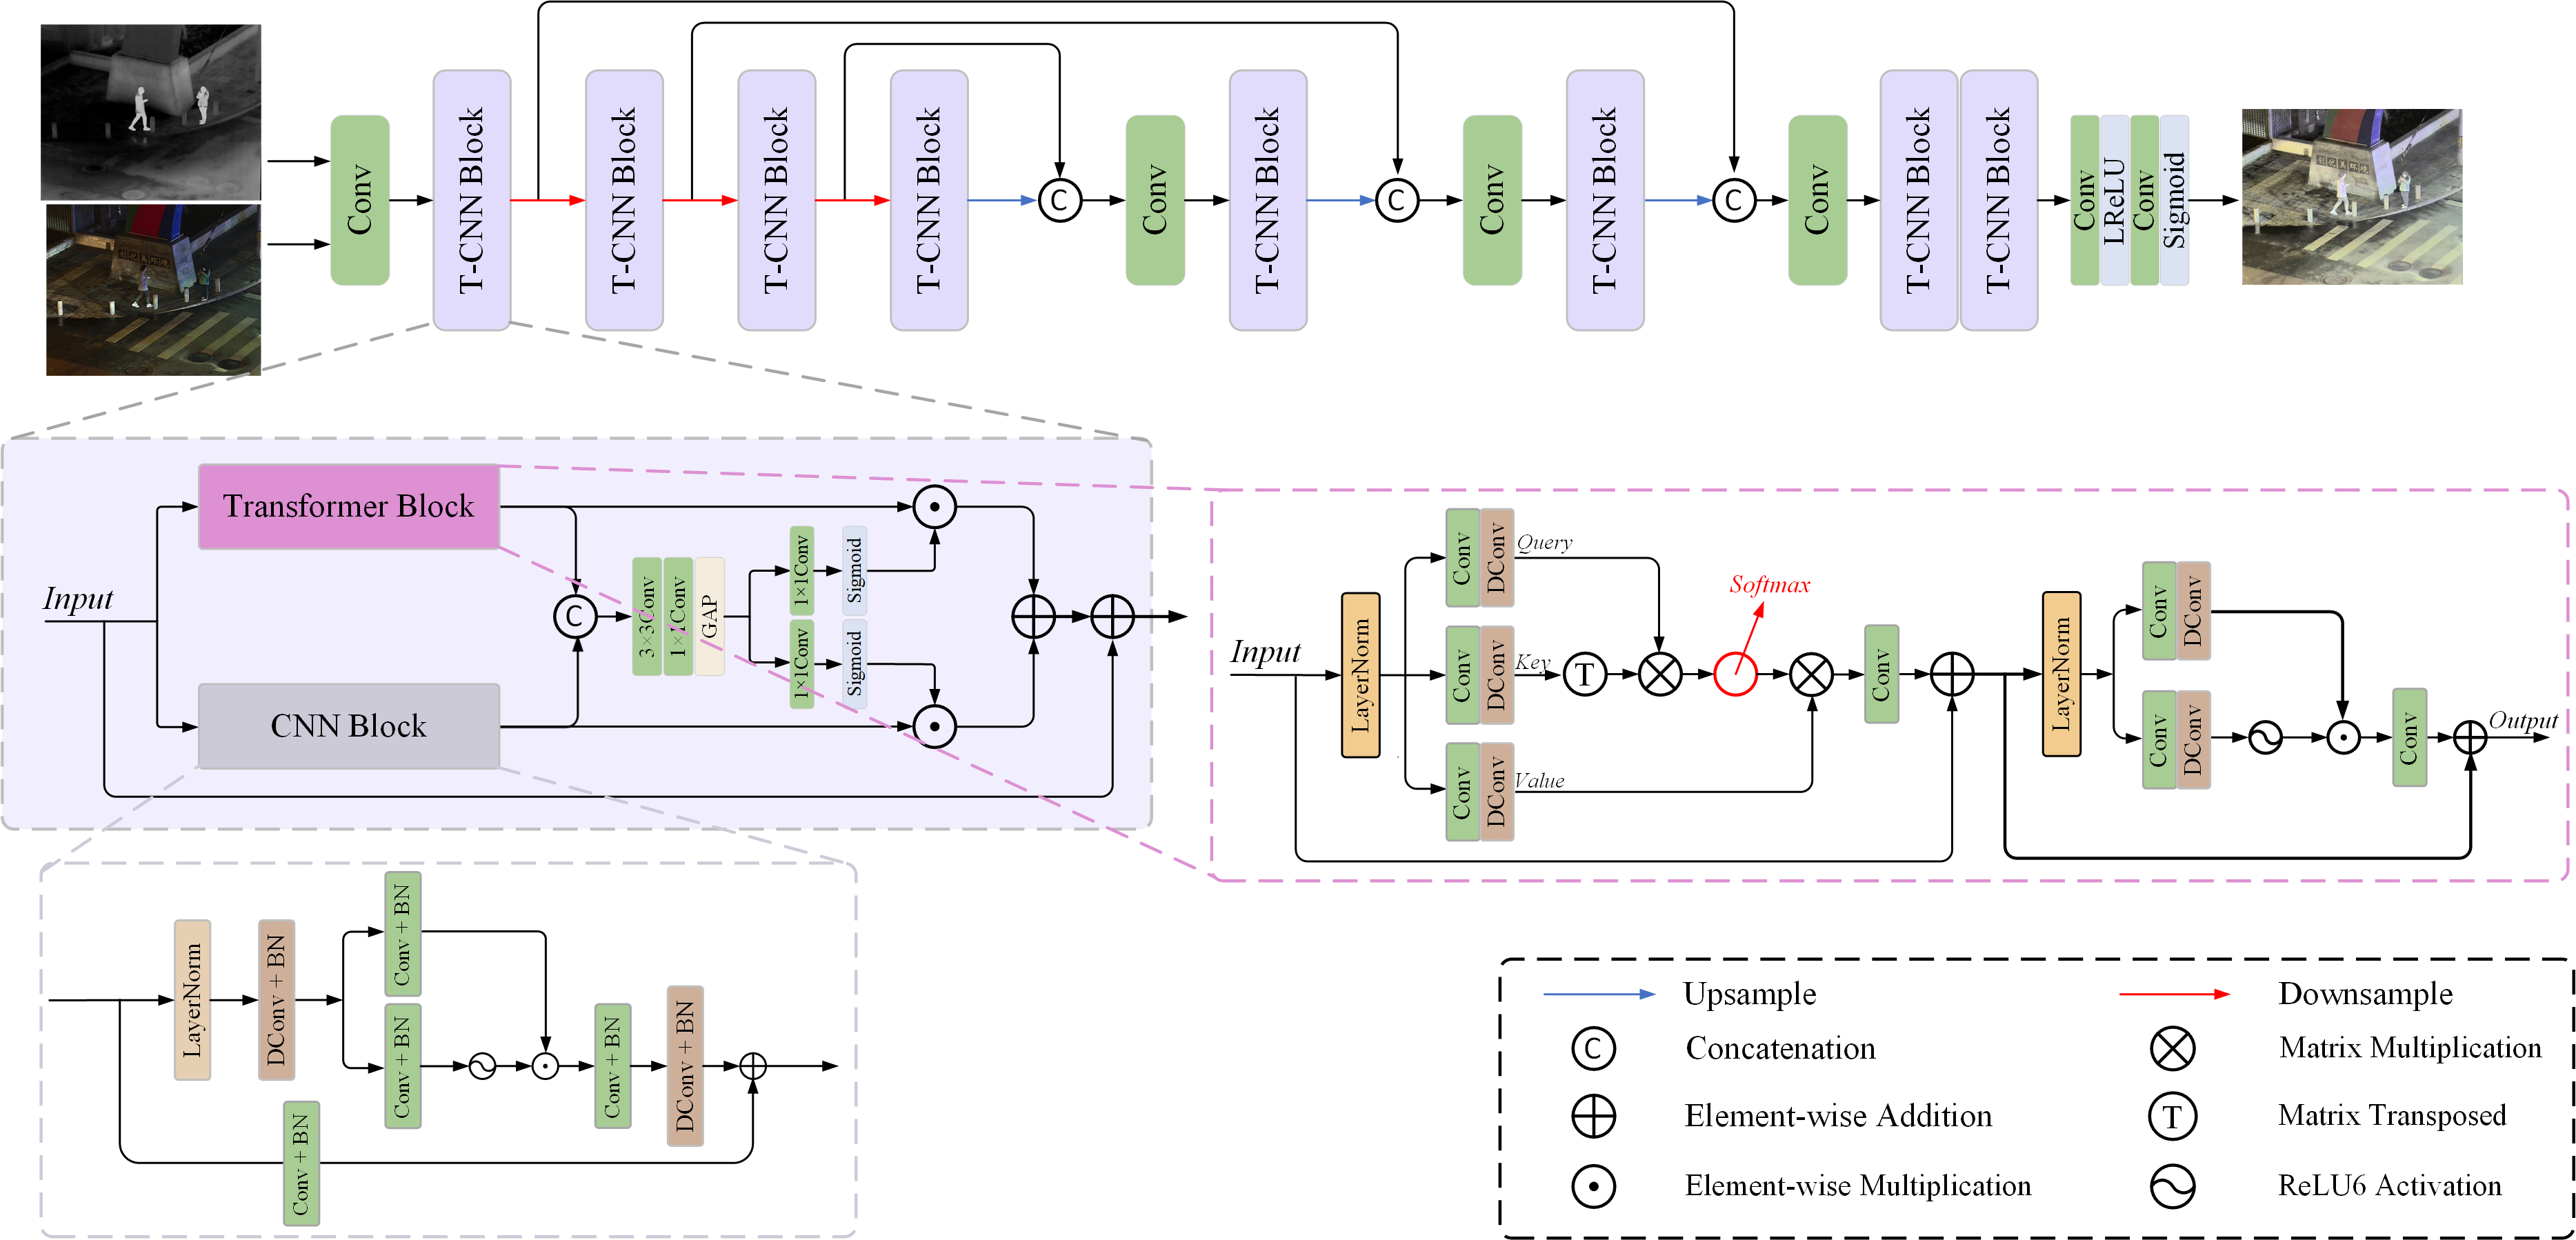 Conv
T-CNN Block
T-CNN Block
T-CNN Block
T-CNN Block
C
Conv
T-CNN Block
C
Conv
T-CNN Block
C
Conv
T-CNN Block
T-CNN Block
Conv
LReLU
Conv
Sigmoid
Input
Transformer Block
CNN Block
C
3×3Conv
1×1Conv
GAP
1×1Conv
Sigmoid
1×1Conv
Sigmoid
Input
LayerNorm
Conv
DConv
Query
Conv
DConv
Key
Conv
DConv
Value
T
Softmax
Conv
LayerNorm
Conv
DConv
Conv
DConv
Conv
Output
LayerNorm
DConv + BN
Conv + BN
Conv + BN
Conv + BN
DConv + BN
Conv + BN
Upsample
Downsample
C
Concatenation
Matrix Multiplication
Element-wise Addition
T
Matrix Transposed
Element-wise Multiplication
ReLU6 Activation